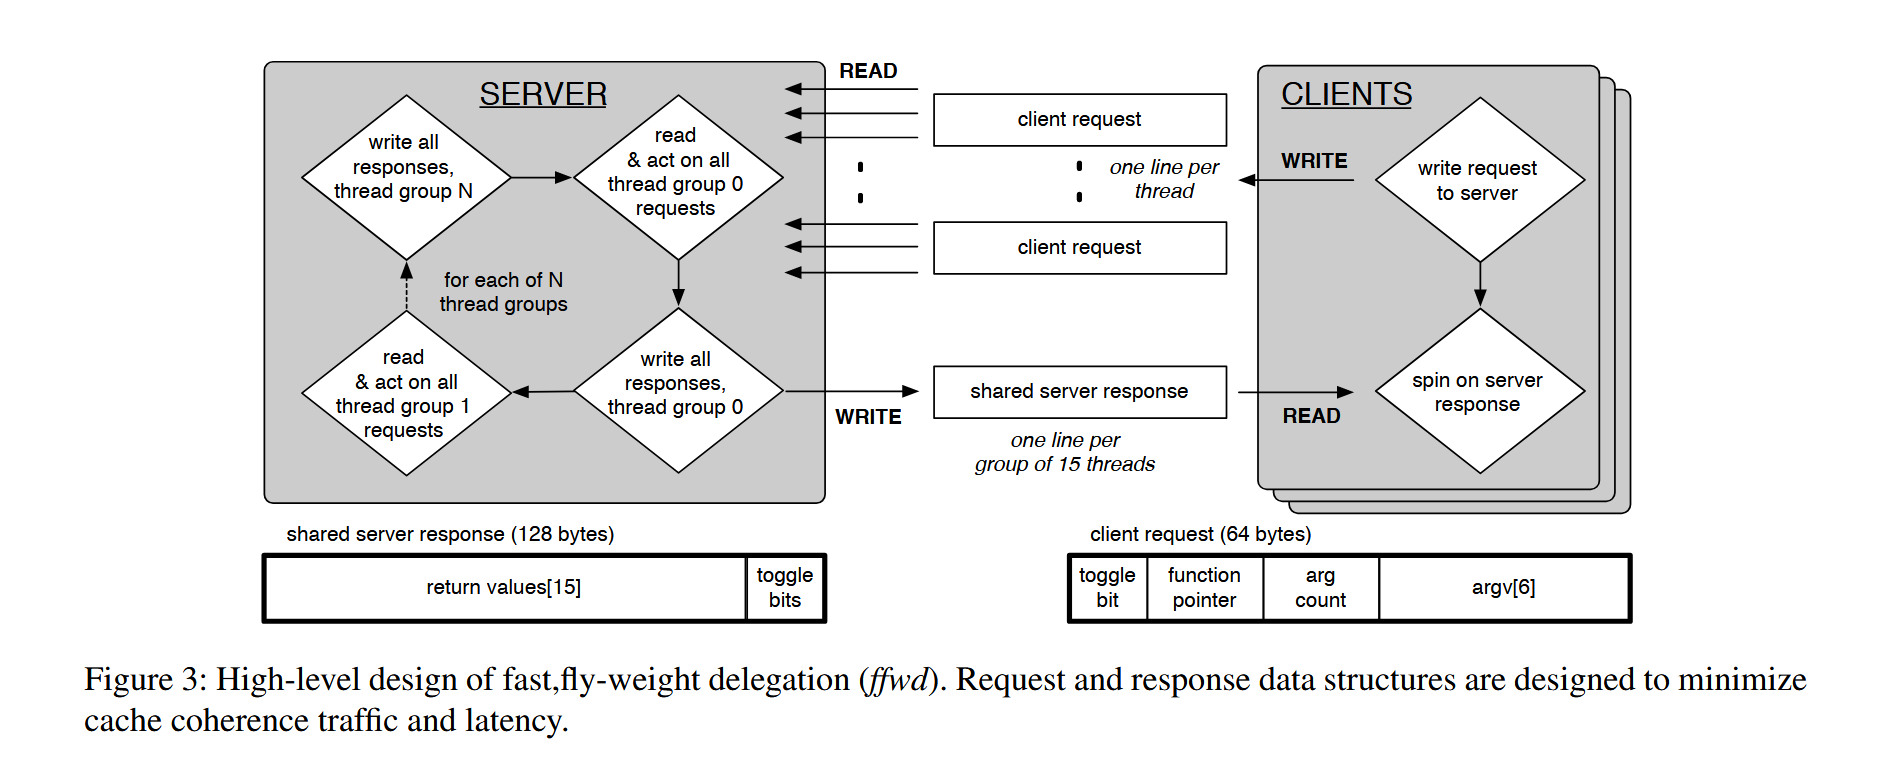 SERVER
write all
responses,
thread group N
read
& act on all
thread group 0
requests
for each of N
thread groups
read
& act on all
thread group 1
requests
write all
responses,
thread group 0
READ
client request
one line per
thread
client request
WRITE
shared server response
one line per
group of 15 threads
CLIENTS
WRITE
write request
to server
READ
spin on server
response
shared server response (128 bytes)
return values[15]
toggle
bits
client request (64 bytes)
toggle
bit
function
pointer
arg
count
argv[6]
Figure 3: High-level design of fast,fly-weight delegation (ffwd). Request and response data structures are designed to minimize
cache coherence traffic and latency.